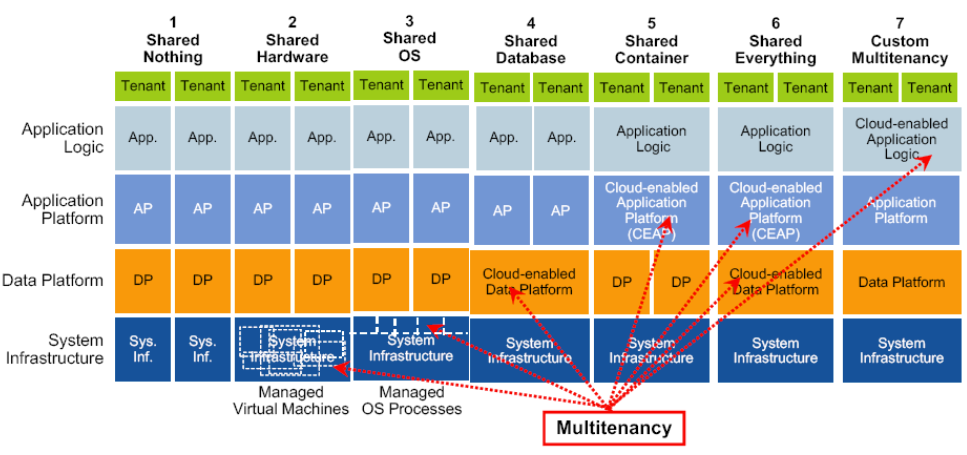 1 2 3 4 5 6 7
Shared Shared Shared Shared Shared Shared Custom
Nothing Hardware OS Database Container Everything Multitenancy
Tenant Tenant Tenant Tenant Tenant Tenant Tenant Tenant Tenant Tenant Tenant Tenant Tenant Tenant
Application
Logic
App. App. App. App. App. App. App. App.
Application
Logic
Application
Logic
Cloud-enabled
Application
Logic
Application
Platform
AP AP AP AP AP AP AP AP
Cloud-enabled
Application
Platform
(CEAP)
Cloud-enabled
Application
Platform
(CEAP)
Application
Platform
Data Platform
DP DP DP DP DP DP
Cloud-enabled
Data Platform
DP DP
Cloud-enabled
Data Platform
Data Platform
System
Infrastructure
Sys.
Inf.
Sys.
Inf.
System
Infrastructure
System
Infrastructure
System
Infrastructure
System
Infrastructure
System
Infrastructure
System
Infrastructure
Managed
Virtual Machines
Managed
OS Processes
Multitenancy